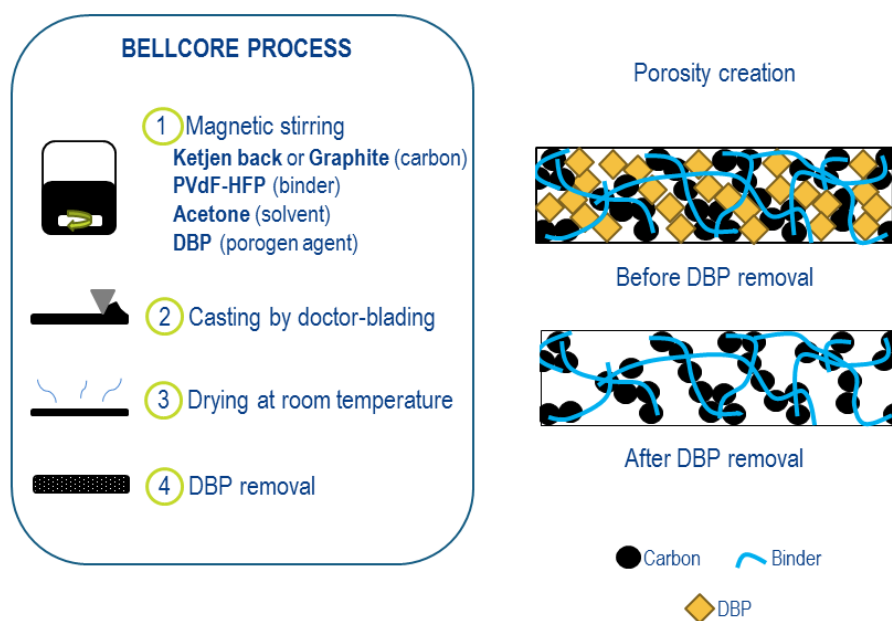 BELLCORE PROCESS
1 Magnetic stirring
Ketjen back or Graphite (carbon)
PVdF-HFP (binder)
Acetone (solvent)
DBP (porogen agent)
2 Casting by doctor-blading
3 Drying at room temperature
4 DBP removal
Porosity creation
Before DBP removal
After DBP removal
Carbon
Binder
DBP